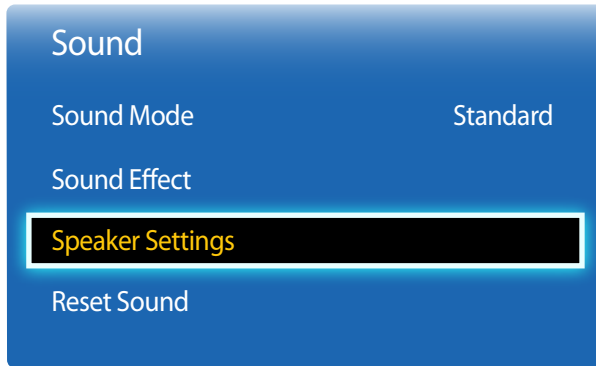 Sound
Sound Mode Standard
Sound Effect
Speaker Settings
Reset Sound